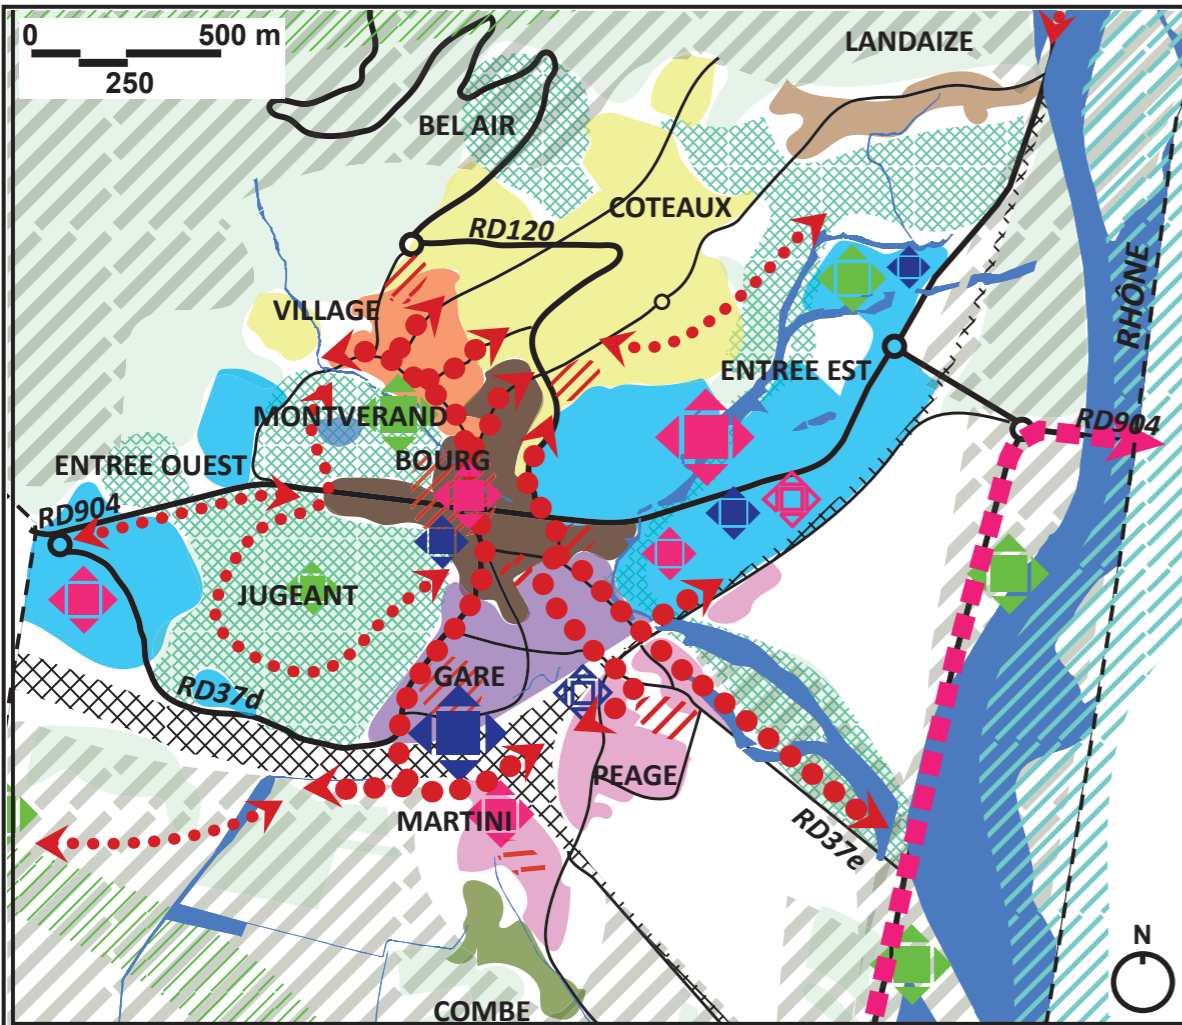 0 500 m
250
LANDAIZE
BEL AIR
COTEAUX
RD120
RHÔNE
VILLAGE
ENTREE EST
MONTVERAND
RD904
BOURG
ENTREE OUEST
RD904
JUGEANT
GARE
RD37d
PEAGE
MARTINI
RD37e
N
COMBE